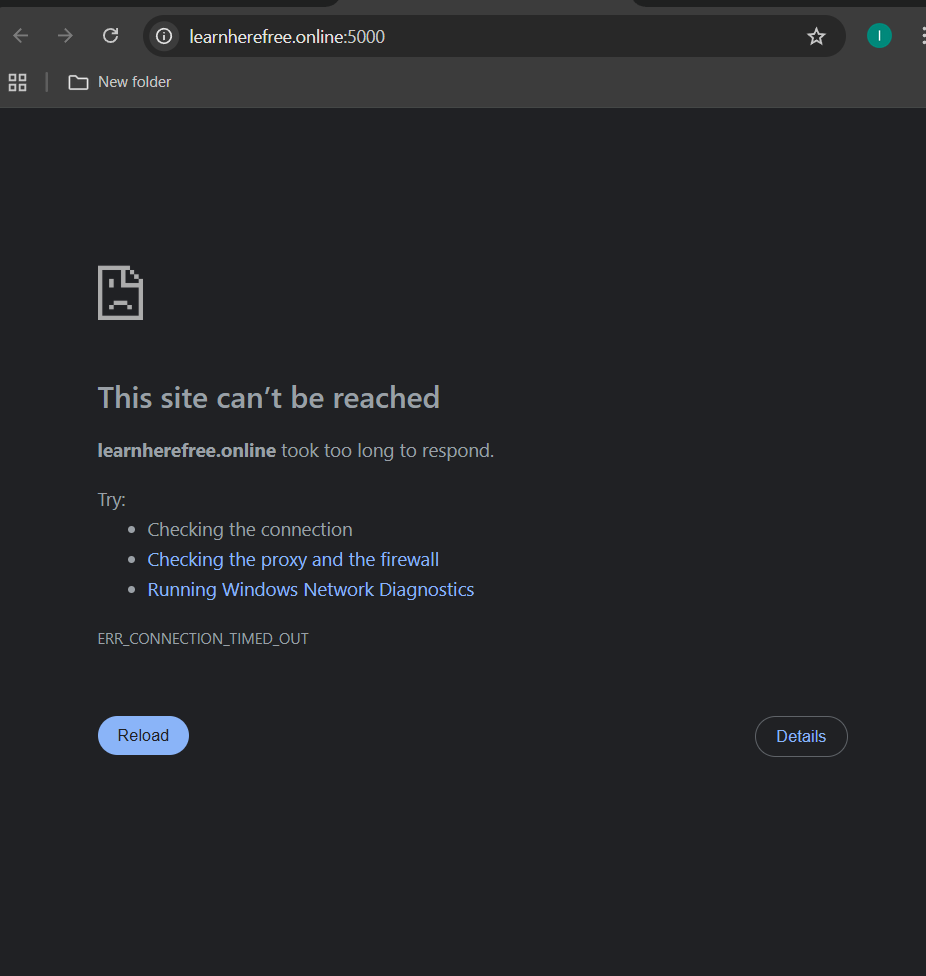 learnherefree.online:5000
I
New folder
This site can’t be reached
learnherefree.online took too long to respond.
Try:
Checking the connection
Checking the proxy and the firewall
Running Windows Network Diagnostics
ERR_CONNECTION_TIMED_OUT
Reload
Details